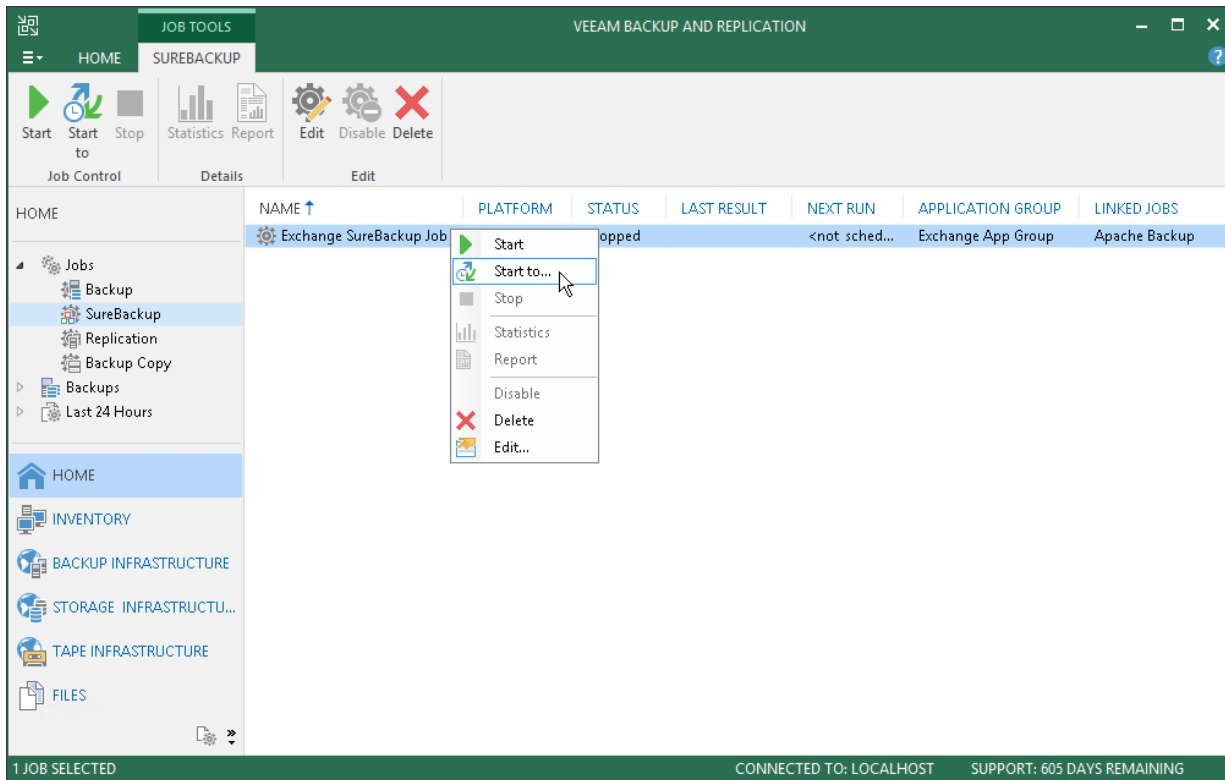 JOB TOOLS
VEEAM BACKUP AND REPLICATION
HOME
SUREBACKUP
?
Start
Start to
Stop
Statistics
Report
Edit
Disable
Delete
Job Control
Details
Edit
HOME
Jobs
Backup
SureBackup
Replication
Backup Copy
Backups
Last 24 Hours
HOME
INVENTORY
BACKUP INFRASTRUCTURE
STORAGE INFRASTRUCTU...
TAPE INFRASTRUCTURE
FILES
NAME
PLATFORM
STATUS
LAST RESULT
NEXT RUN
APPLICATION GROUP
LINKED JOBS
Exchange SureBackup Job
opped
<not sched...
Exchange App Group
Apache Backup
Start
Start to...
Stop
Statistics
Report
Disable
Delete
Edit...
1 JOB SELECTED
CONNECTED TO: LOCALHOST
SUPPORT: 605 DAYS REMAINING